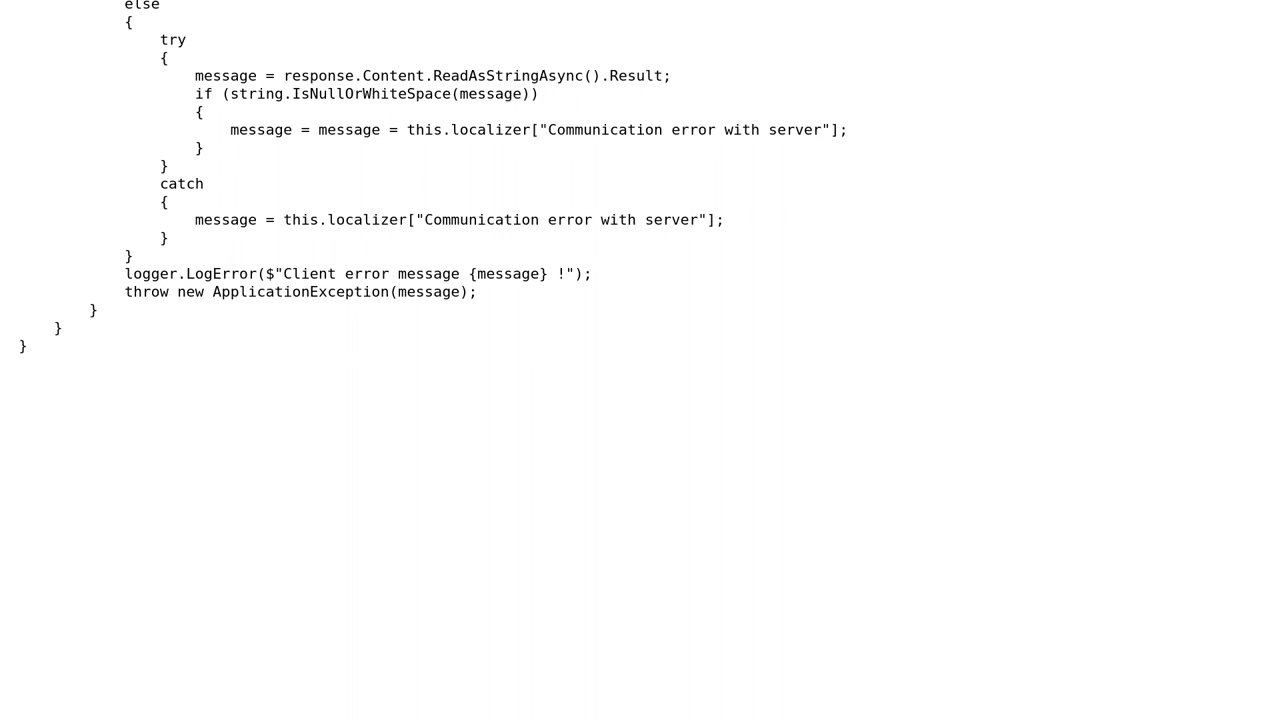 else
{
try
{
message = response.Content.ReadAsStringAsync().Result;
if (string.IsNullOrWhiteSpace(message))
{
message = message = this.localizer["Communication error with server"];
}
}
catch
{
message = this.localizer["Communication error with server"];
}
}
logger.LogError($"Client error message {message} !");
throw new ApplicationException(message);
}
}
}